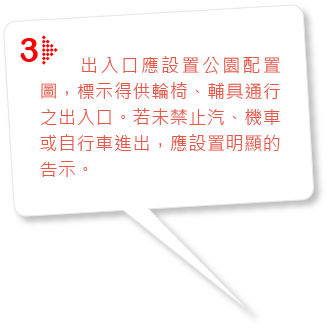 3
出入口應設置公園配置
圖，標示得供輪椅、輔具通行
之出入口。若未禁止汽、機車
或自行車進出，應設置明顯的
告示。